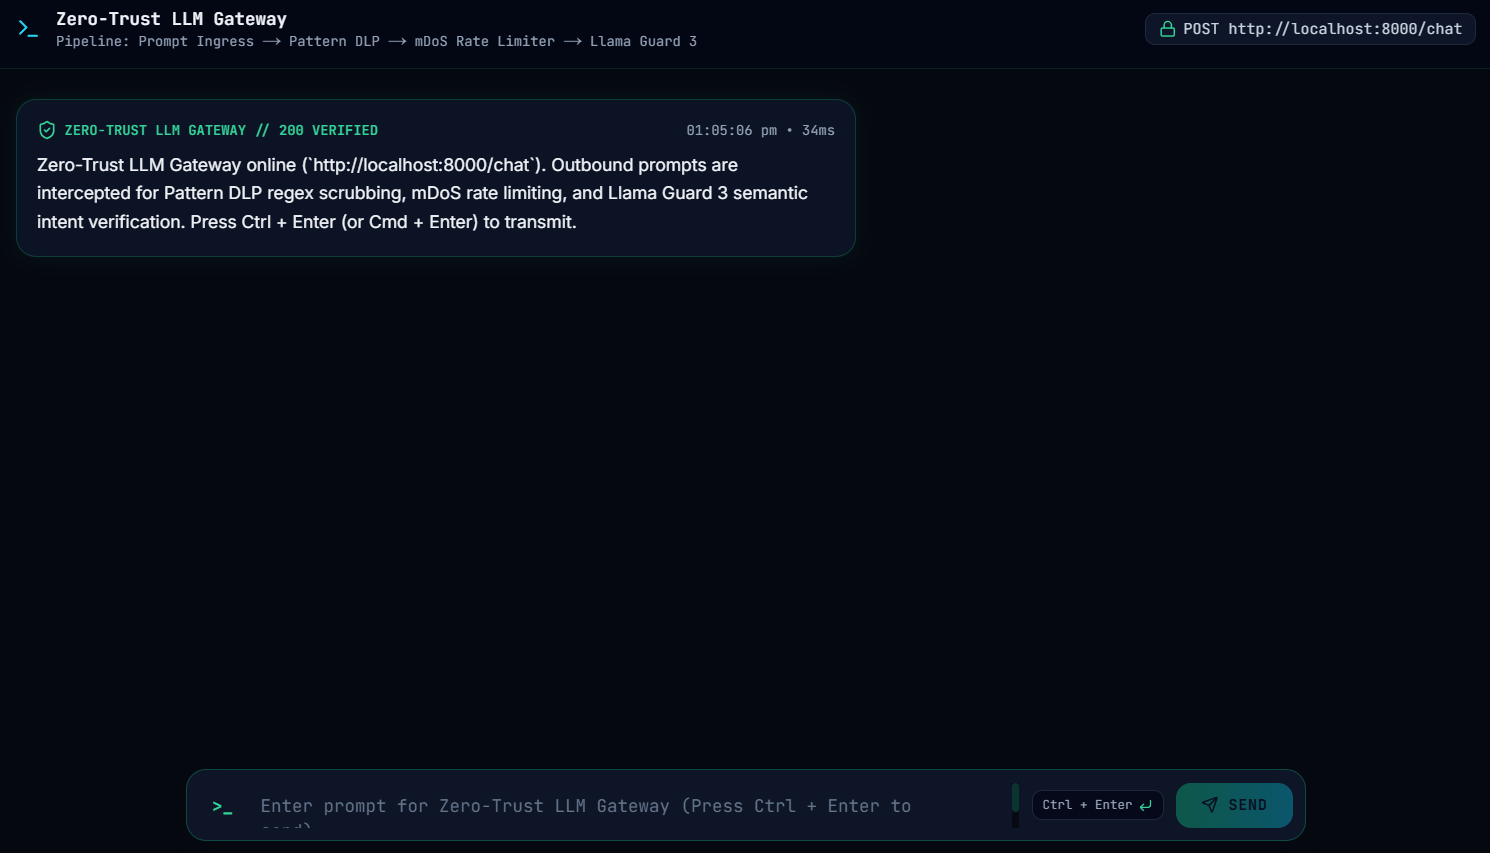 Zero-Trust LLM Gateway
Pipeline: Prompt Ingress → Pattern DLP → mDoS Rate Limiter → Llama Guard 3
POST http://localhost:8000/chat
ZERO-TRUST LLM GATEWAY // 200 VERIFIED
01:05:06 pm • 34ms
Zero-Trust LLM Gateway online (`http://localhost:8000/chat`). Outbound prompts are
intercepted for Pattern DLP regex scrubbing, mDoS rate limiting, and Llama Guard 3 semantic
intent verification. Press Ctrl + Enter (or Cmd + Enter) to transmit.
>_ Enter prompt for Zero-Trust LLM Gateway (Press Ctrl + Enter to
send)
Ctrl + Enter
SEND